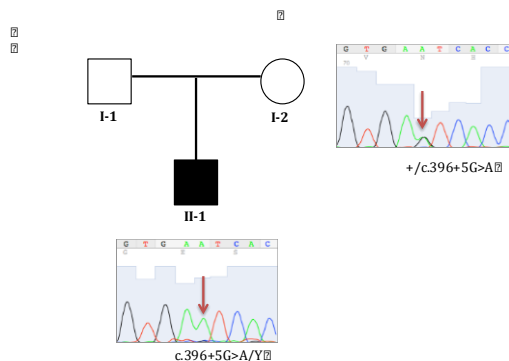 G T G A A T C A C C
I-1
I-2
+/c.396+5G>A
II-1
G T G A A T C A C
c.396+5G>A/Y